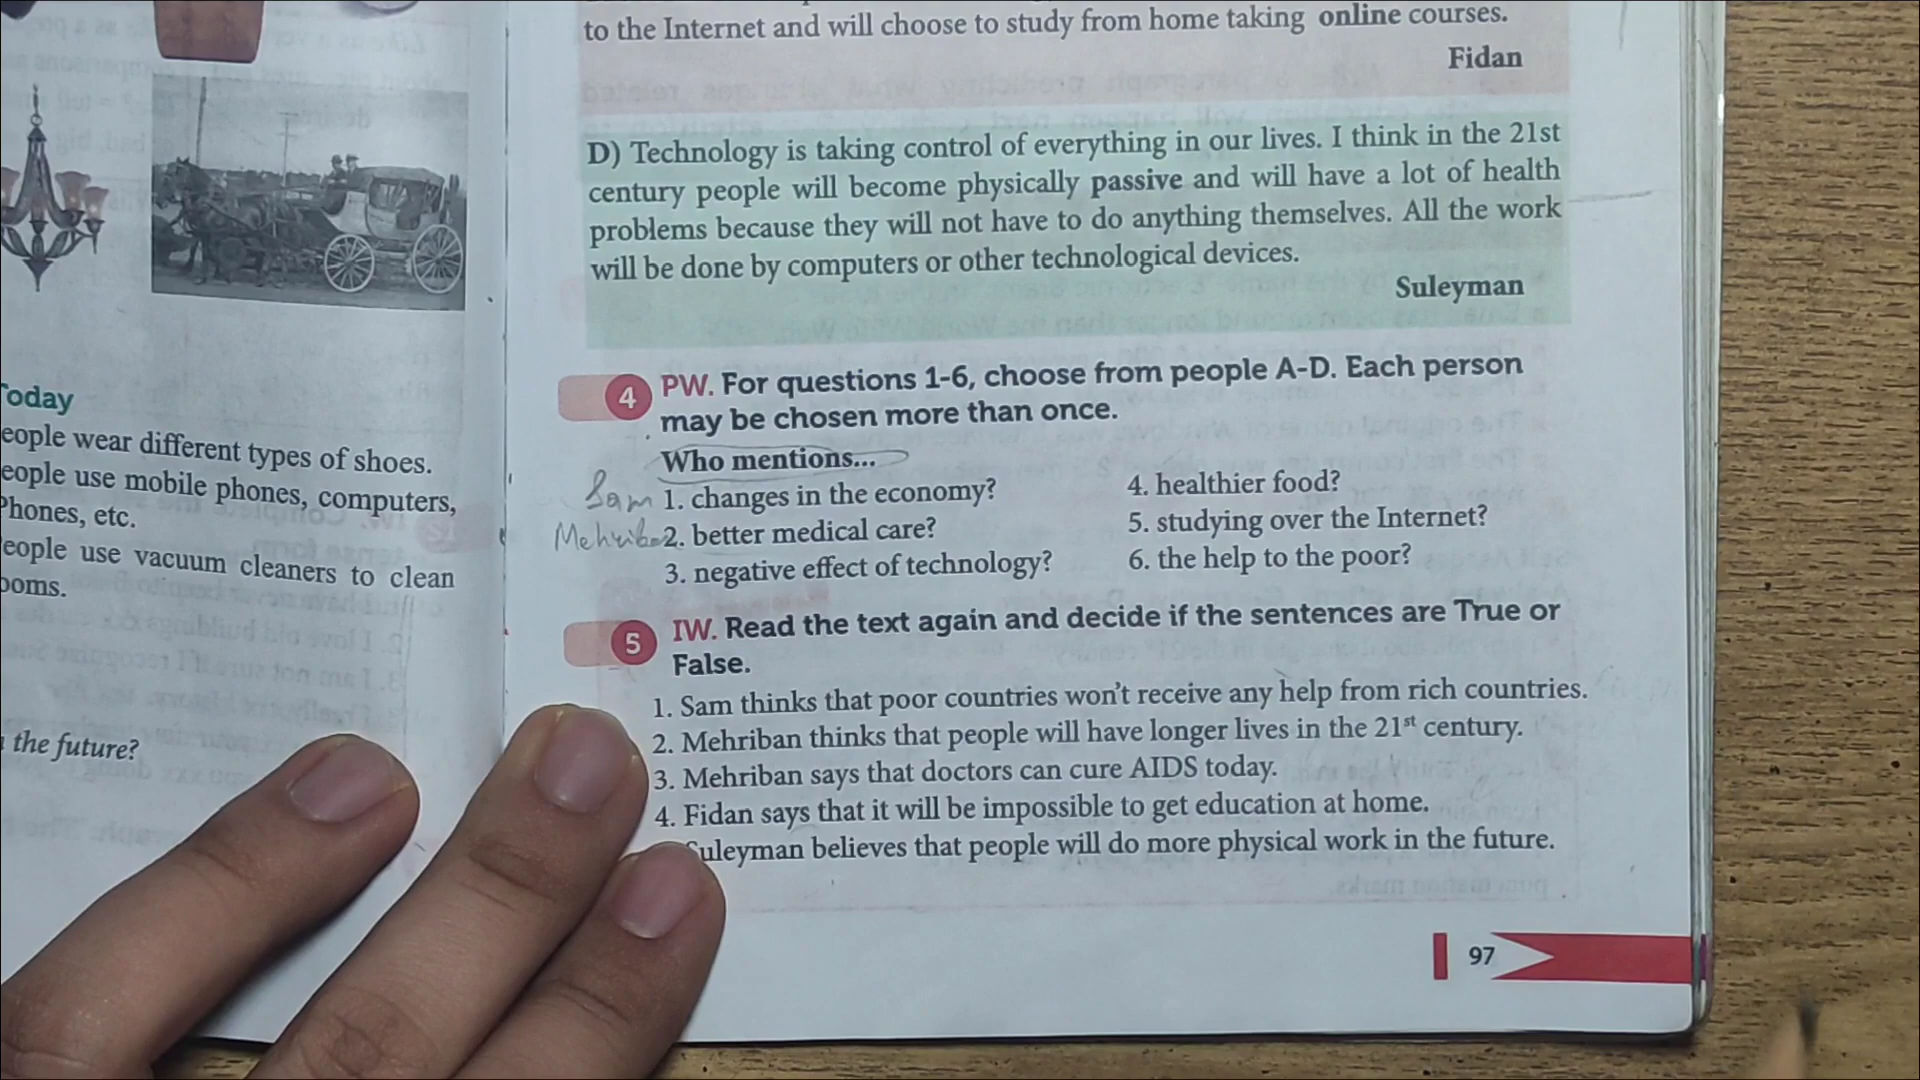 to the Internet and will choose to study from home taking online courses.
Fidan
D) Technology is taking control of everything in our lives. I think in the 21st
century people will become physically passive and will have a lot of health
problems because they will not have to do anything themselves. All the work
will be done by computers or other technological devices.
Suleyman
oday
eople wear different types of shoes.
eople use mobile phones, computers,
Phones, etc.
eople use vacuum cleaners to clean
ooms.
the future?
4 PW. For questions 1-6, choose from people A-D. Each person
may be chosen more than once.
Who mentions...
Sam 1. changes in the economy?
Mehriban 2. better medical care?
3. negative effect of technology?
4. healthier food?
5. studying over the Internet?
6. the help to the poor?
5 IW. Read the text again and decide if the sentences are True or
False.
1. Sam thinks that poor countries won't receive any help from rich countries.
2. Mehriban thinks that people will have longer lives in the 21st century.
3. Mehriban says that doctors can cure AIDS today.
4. Fidan says that it will be impossible to get education at home.
Suleyman believes that people will do more physical work in the future.
97